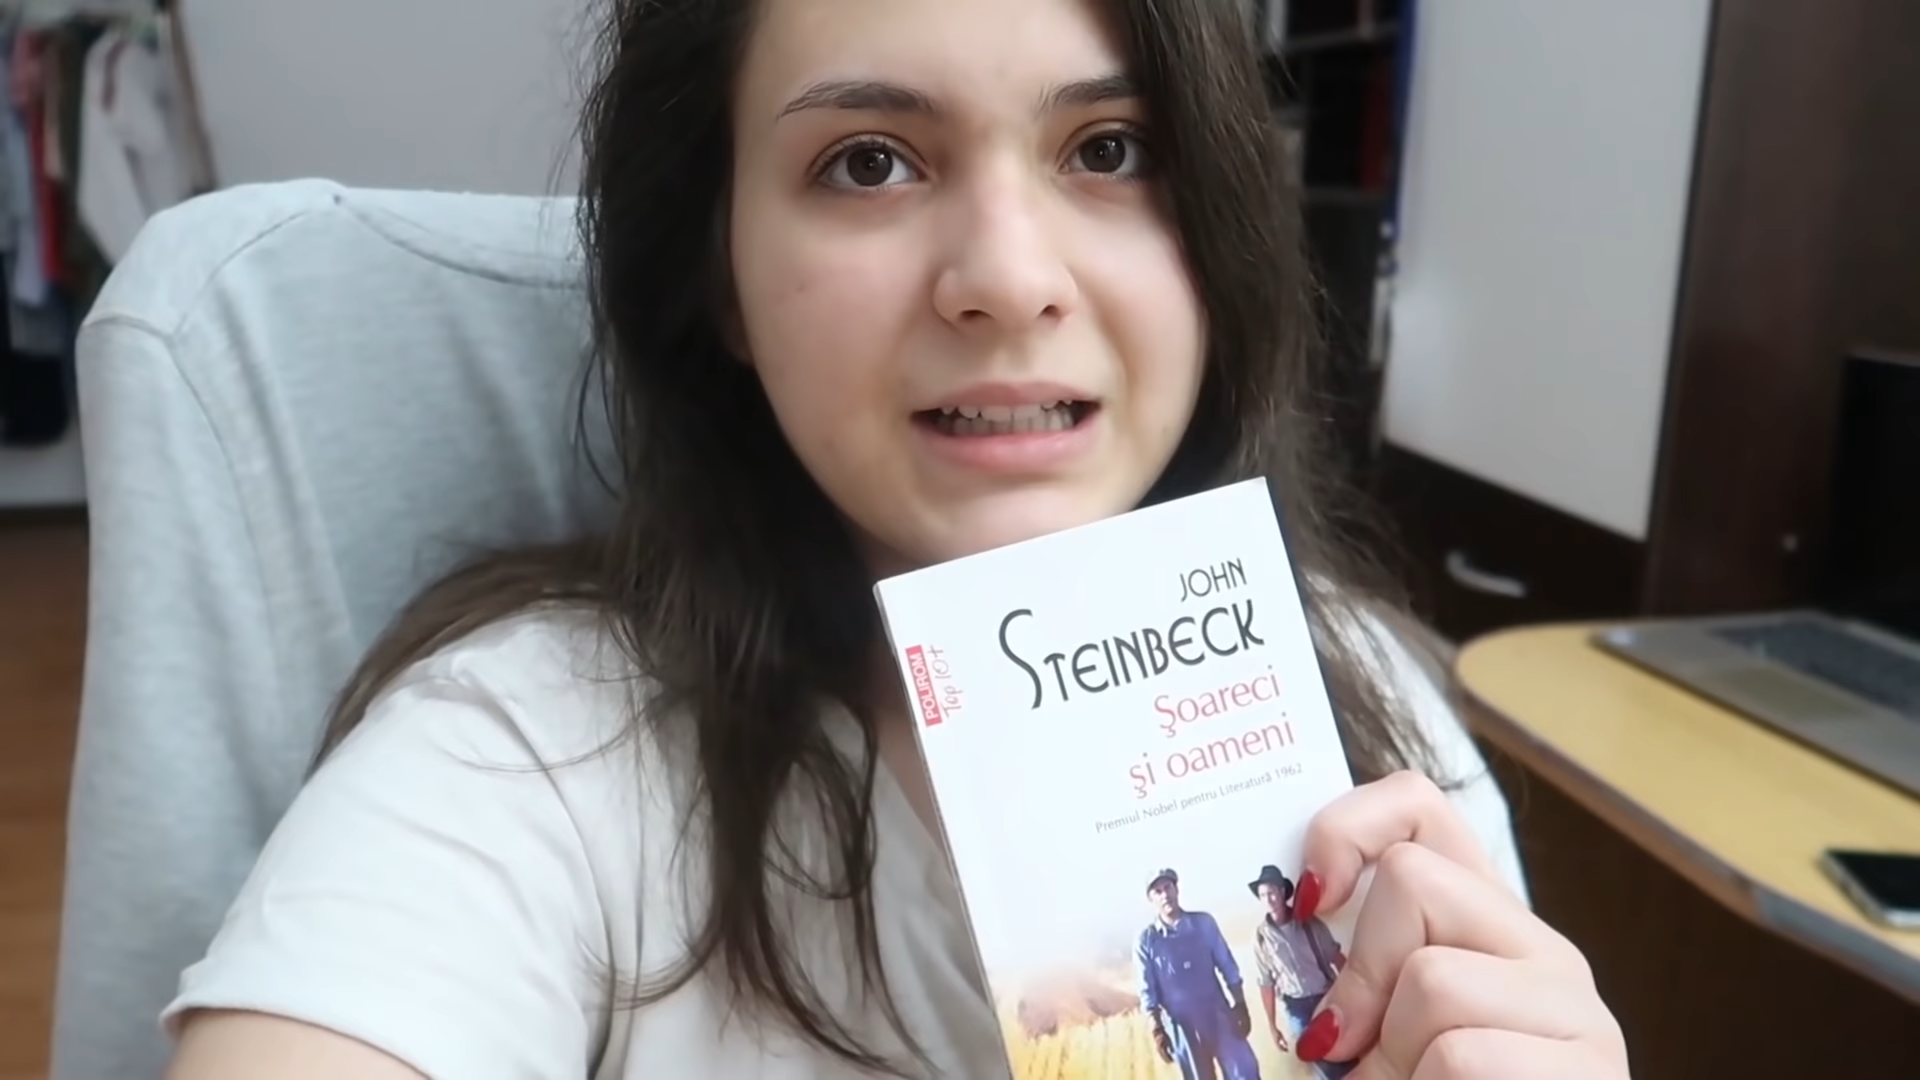 JOHN
STEINBECK
Şoareci
şi oameni
Premiul Nobel pentru Literatură 1962
POLIROM
Top 10+